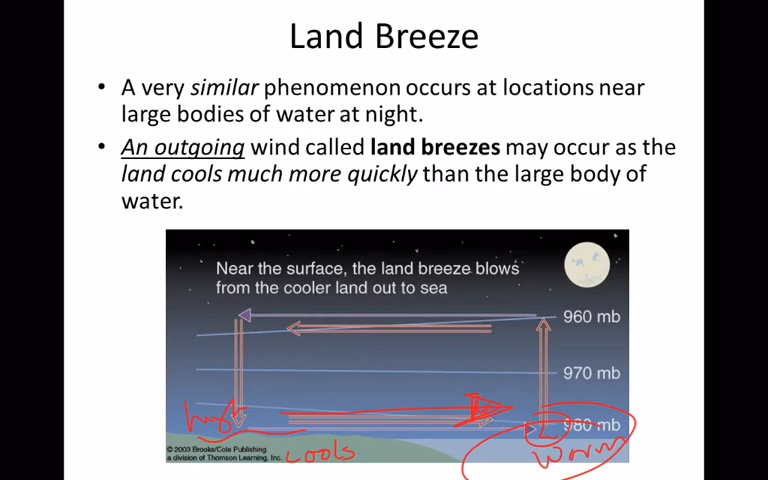 Land Breeze
• A very similar phenomenon occurs at locations near
large bodies of water at night.
• An outgoing wind called land breezes may occur as the
land cools much more quickly than the large body of
water.
Near the surface, the land breeze blows
from the cooler land out to sea
960 mb
970 mb
980 mb
L
cools
Warm
© 2003 Brooks/Cole Publishing
a division of Thomson Learning, Inc.